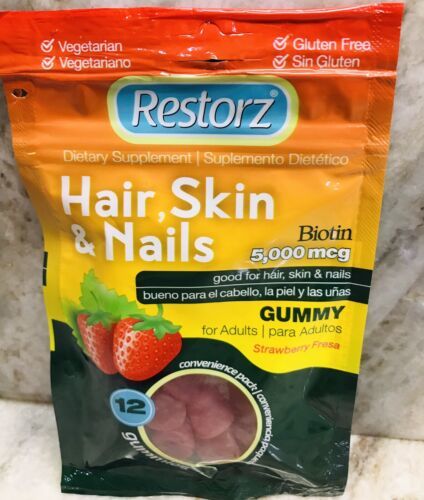 Vegetarian
Vegetariano
Gluten Free
Sin Gluten
Restorz®
Dietary Supplement | Suplemento Dietético
Hair, Skin
& Nails
Biotin
5,000 mcg
good for hair, skin & nails
bueno para el cabello, la piel y las uñas
GUMMY
for Adults | para Adultos
Strawberry Fresa
convenience pack
12